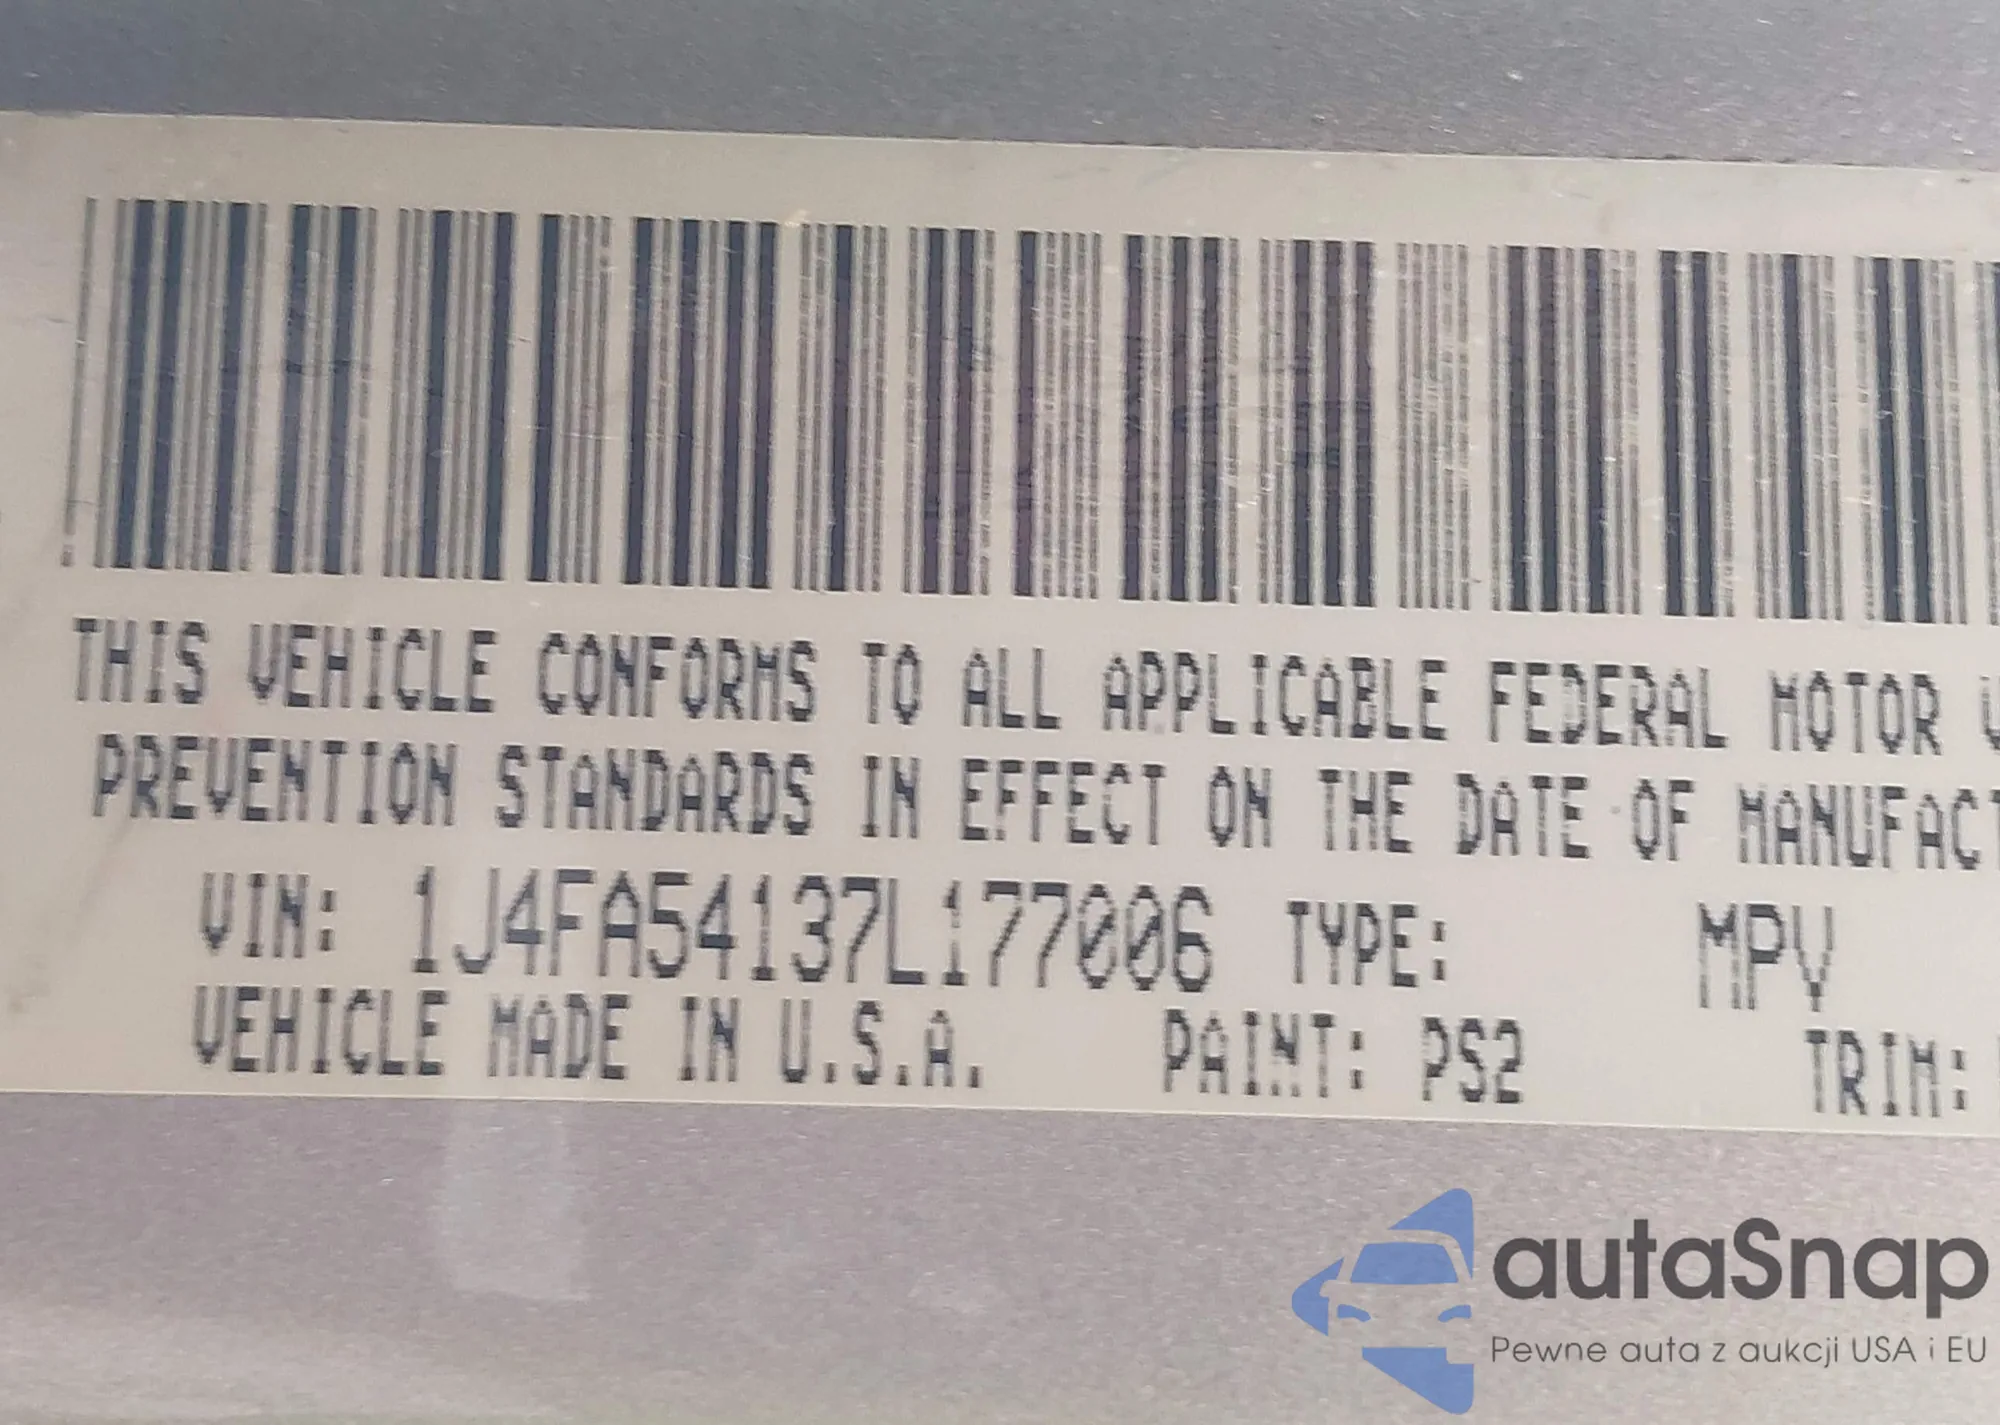 THIS VEHICLE CONFORMS TO ALL APPLICABLE FEDERAL MOTOR
PREVENTION STANDARDS IN EFFECT ON THE DATE OF MANUFACT
VIN: 1J4FA54137L177006 TYPE: MPV
VEHICLE MADE IN U.S.A. PAINT: PS2 TRIM:
autaSnap
Pewne auta z aukcji USA i EU